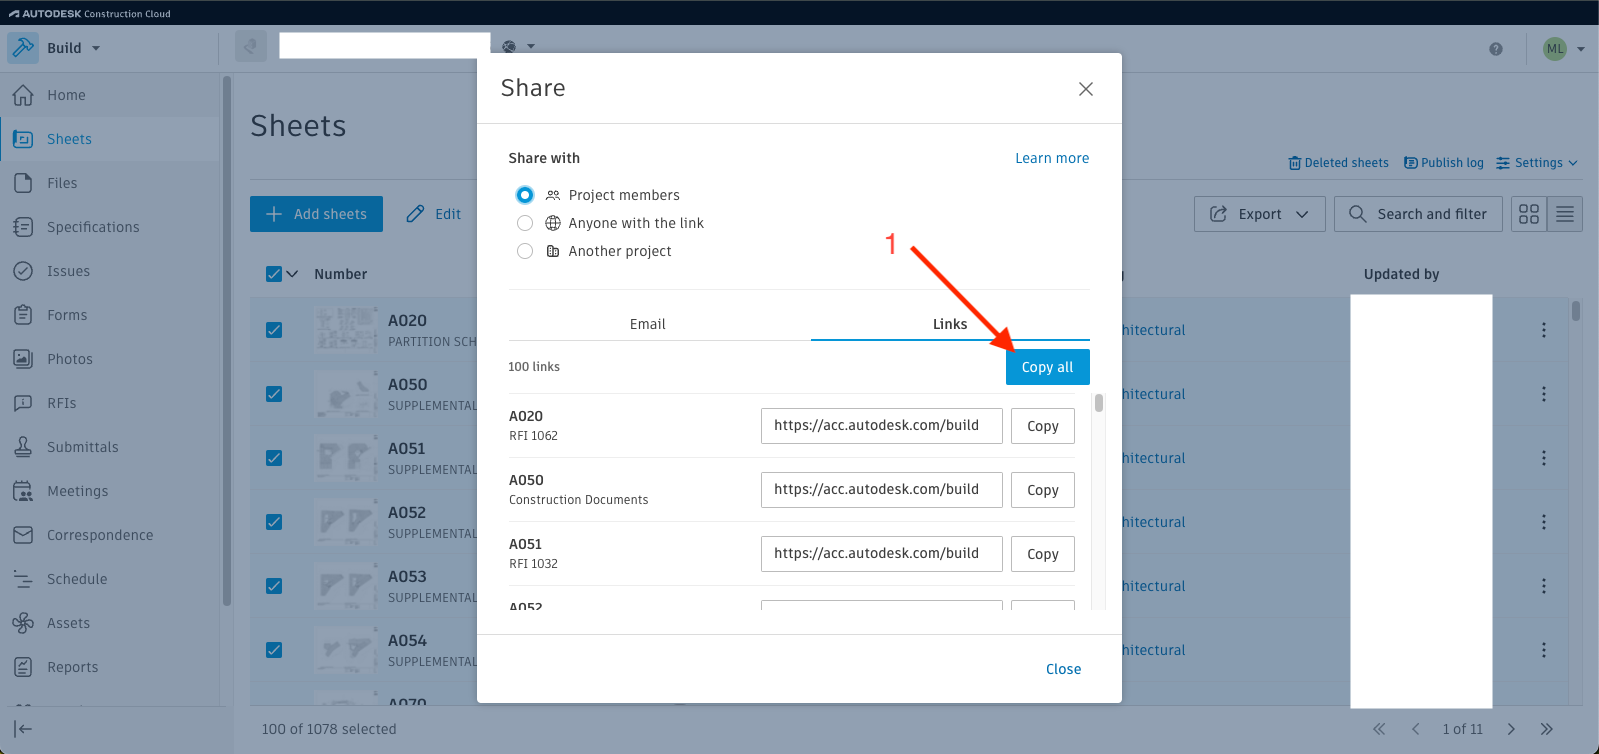 AUTODESK Construction Cloud
Build
ML
Home
Sheets
Files
Specifications
Issues
Forms
Photos
RFIs
Submittals
Meetings
Correspondence
Schedule
Assets
Reports
Sheets
Deleted sheets
Publish log
Settings
Add sheets
Edit
Export
Search and filter
Number
Updated by
A020
PARTITION SCH
hitectural
A050
SUPPLEMENTAL
hitectural
A051
SUPPLEMENTAL
hitectural
A052
SUPPLEMENTAL
hitectural
A053
SUPPLEMENTAL
hitectural
A054
SUPPLEMENTAL
hitectural
A070
100 of 1078 selected
1 of 11
Share
Share with
Learn more
Project members
Anyone with the link
Another project
1
Email
Links
100 links
Copy all
A020
RFI 1062
https://acc.autodesk.com/build
Copy
A050
Construction Documents
https://acc.autodesk.com/build
Copy
A051
RFI 1032
https://acc.autodesk.com/build
Copy
A052
Close